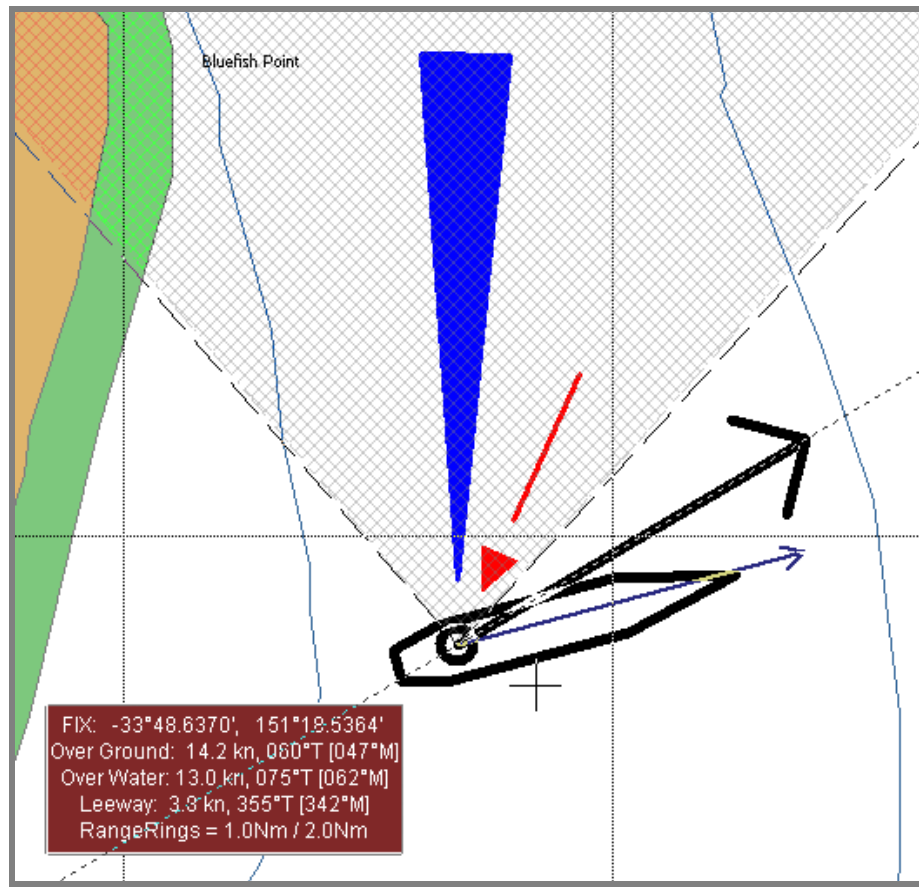 Bluefish Point
FIX: -33°48.6370', 151°18.5364'
Over Ground: 14.2 kn, 060°T [047°M]
Over Water: 13.0 kn, 075°T [062°M]
Leeway: 3.8 kn, 355°T [342°M]
RangeRings = 1.0Nm / 2.0Nm